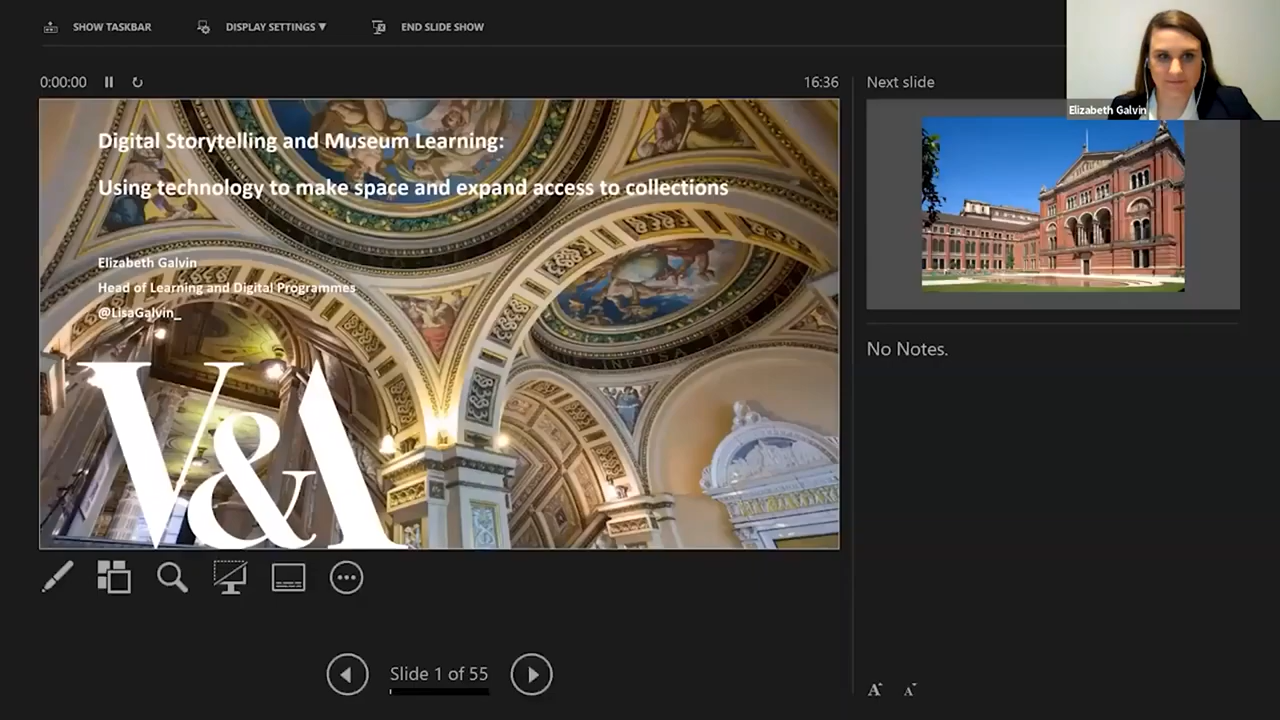 SHOW TASKBAR
DISPLAY SETTINGS ▼
END SLIDE SHOW
0:00:00
16:36
Next slide
Elizabeth Galvin
Digital Storytelling and Museum Learning:
Using technology to make space and expand access to collections
Elizabeth Galvin
Head of Learning and Digital Programmes
@LisaGalvin_
V&A
No Notes.
Slide 1 of 55
A A